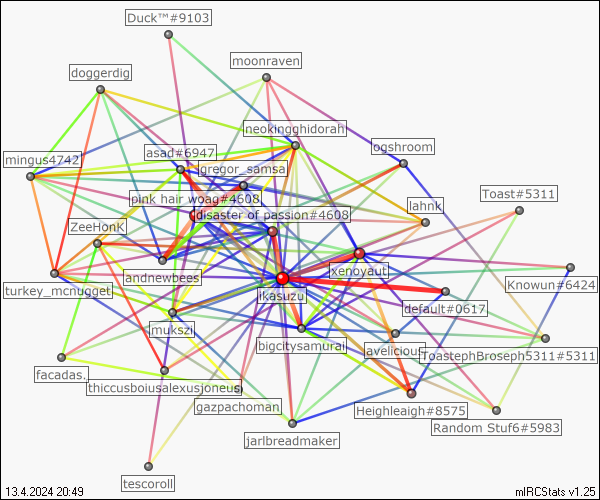 Duck™#9103
moonraven
doggerdig
neokingghidorah
ogshroom
asad#6947
mingus4742
gregor_samsa
Toast#5311
pink hair woag#4608
lahnk
disaster of passion#4608
ZeeHonK
xenoyaut
andnewbees
Knowun#6424
turkey_mcnugget
ikasuzu
default#0617
mukszi
bigcitysamurai
avelicious
ToastephBroseph5311#5311
facadas.
thiccusboiusalexusjoneus
gazpachoman
Heighleaigh#8575
Random Stuf6#5983
jarlbreadmaker
tescoroll
13.4.2024 20:49
mIRCStats v1.25